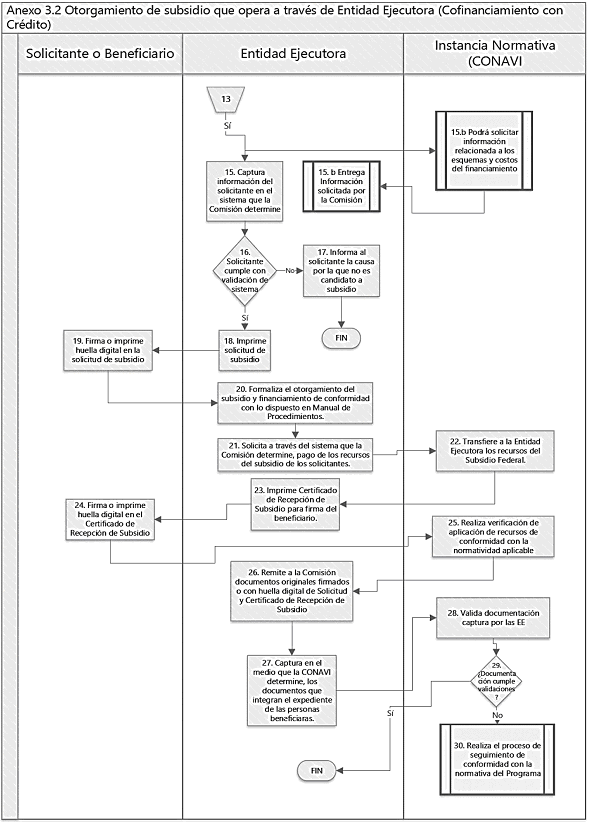 Anexo 3.2 Otorgamiento de subsidio que opera a través de Entidad Ejecutora (Cofinanciamiento con
Crédito)
Solicitante o Beneficiario
Entidad Ejecutora
Instancia Normativa
(CONAVI
13
Sí
15.b Podrá solicitar
información
relacionada a los
esquemas y costos
del financiamiento
15. Captura
información del
solicitante en el
sistema que la
Comisión determine
15. b Entrega
Información
solicitada por
la Comisión
16.
Solicitante
cumple con
validación de
sistema
No
17. Informa al
solicitante la causa
por la que no es
candidato a
subsidio
Sí
FIN
18. Imprime
solicitud de
subsidio
19. Firma o imprime
huella digital en la
solicitud de subsidio
20. Formaliza el otorgamiento del
subsidio y financiamiento de conformidad
con lo dispuesto en Manual de
Procedimientos.
21. Solicita a través del sistema que la
Comisión determine, pago de los recursos
del subsidio de los solicitantes.
22. Transfiere a la Entidad
Ejecutora los recursos del
Subsidio Federal.
23. Imprime Certificado
de Recepción de
Subsidio para firma del
beneficiario.
24. Firma o imprime
huella digital en el
Certificado de
Recepción de Subsidio
25. Realiza verificación de
aplicación de recursos de
conformidad con la
normatividad aplicable
26. Remite a la Comisión
documentos originales firmados
o con huella digital de Solicitud
y Certificado de Recepción de
Subsidio
28. Valida documentación
captura por las EE
27. Captura en el
medio que la CONAVI
determine, los
documentos que
integran el expediente
de las personas
beneficiaras.
29.
¿Documenta
ción cumple
validaciones
?
Sí
No
FIN
30. Realiza el proceso de
seguimiento de
conformidad con la
normativa del Programa